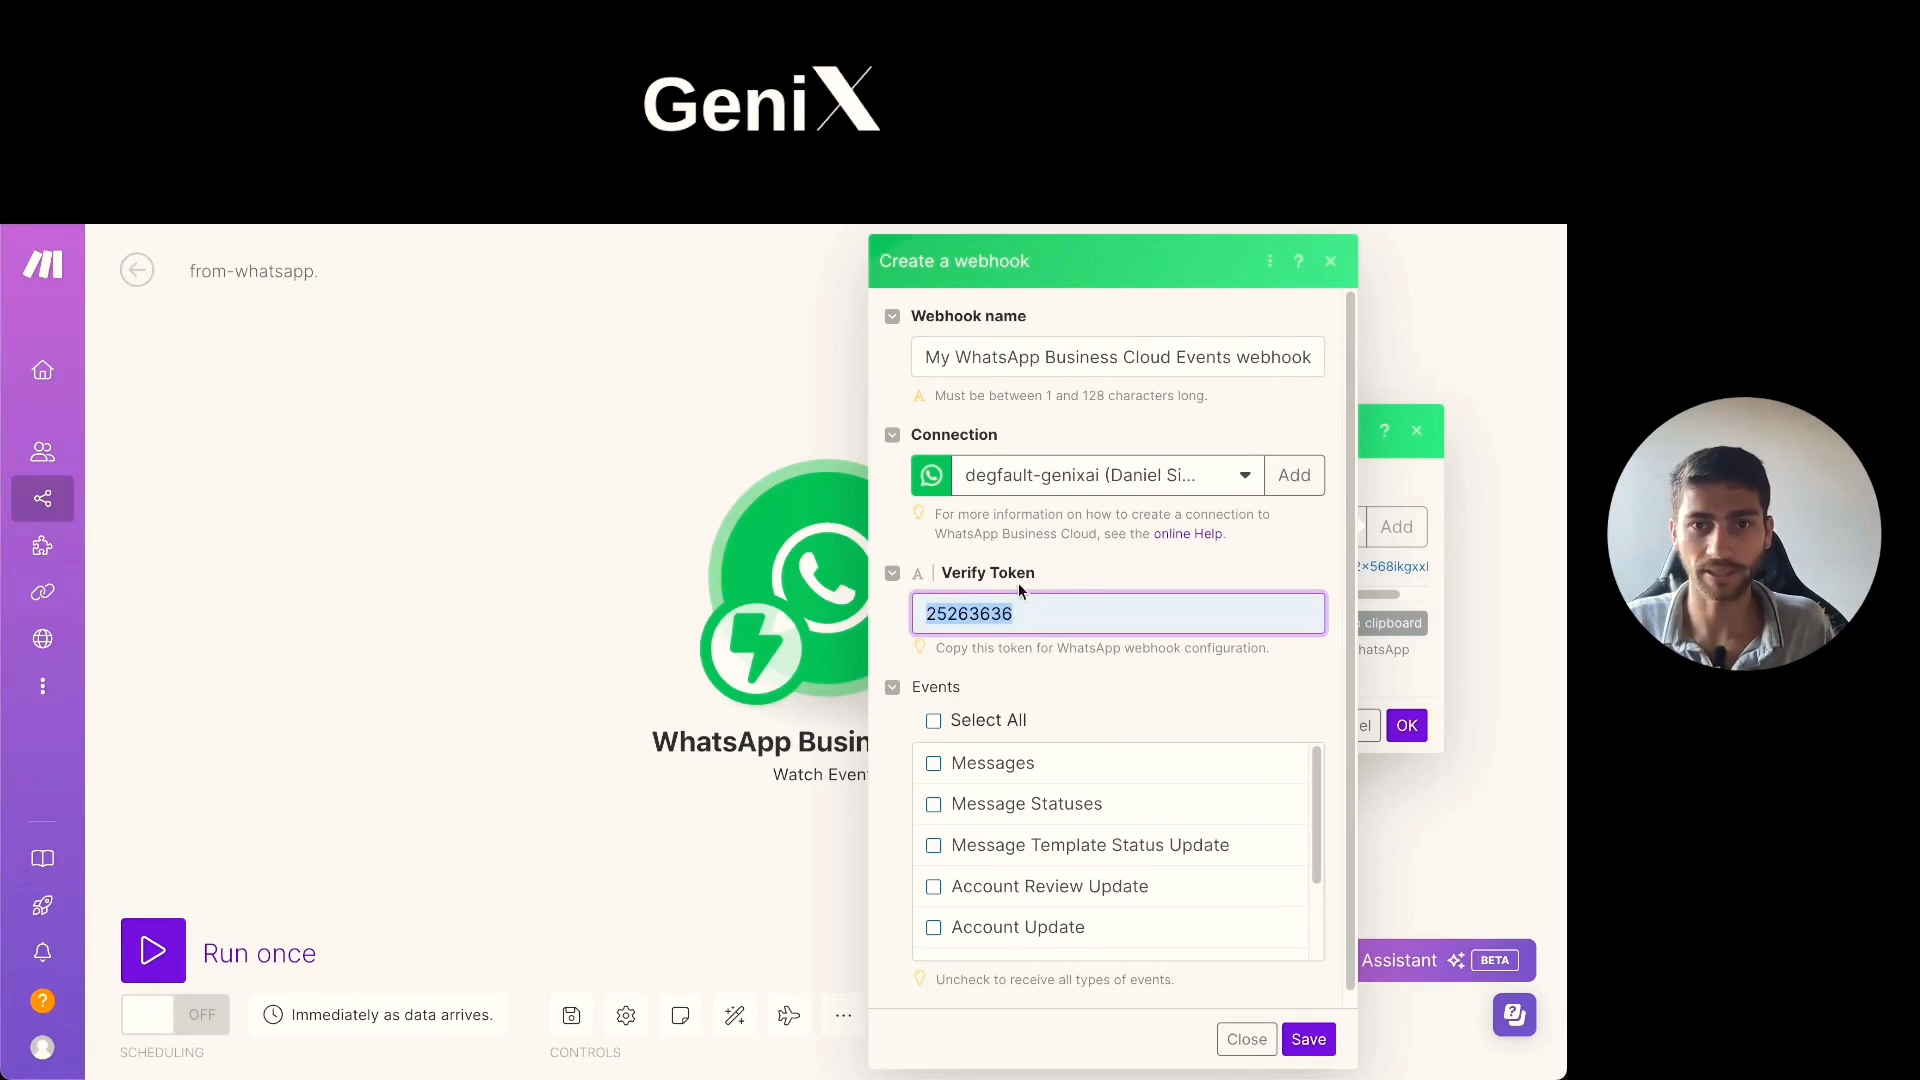 GeniX
from-whatsapp.
Create a webhook
?
Webhook name
My WhatsApp Business Cloud Events webhook
A Must be between 1 and 128 characters long.
Connection
degfault-genixai (Daniel Si...
Add
For more information on how to create a connection to
WhatsApp Business Cloud, see the online Help.
A Verify Token
25263636
Copy this token for WhatsApp webhook configuration.
Events
Select All
Messages
Message Statuses
Message Template Status Update
Account Review Update
Account Update
Uncheck to receive all types of events.
Close
Save
?
Add
2x568ikgxxl
clipboard
hatsApp
el
OK
WhatsApp Busin
Watch Even
Run once
OFF
Immediately as data arrives.
SCHEDULING
CONTROLS
Assistant
BETA
?
?